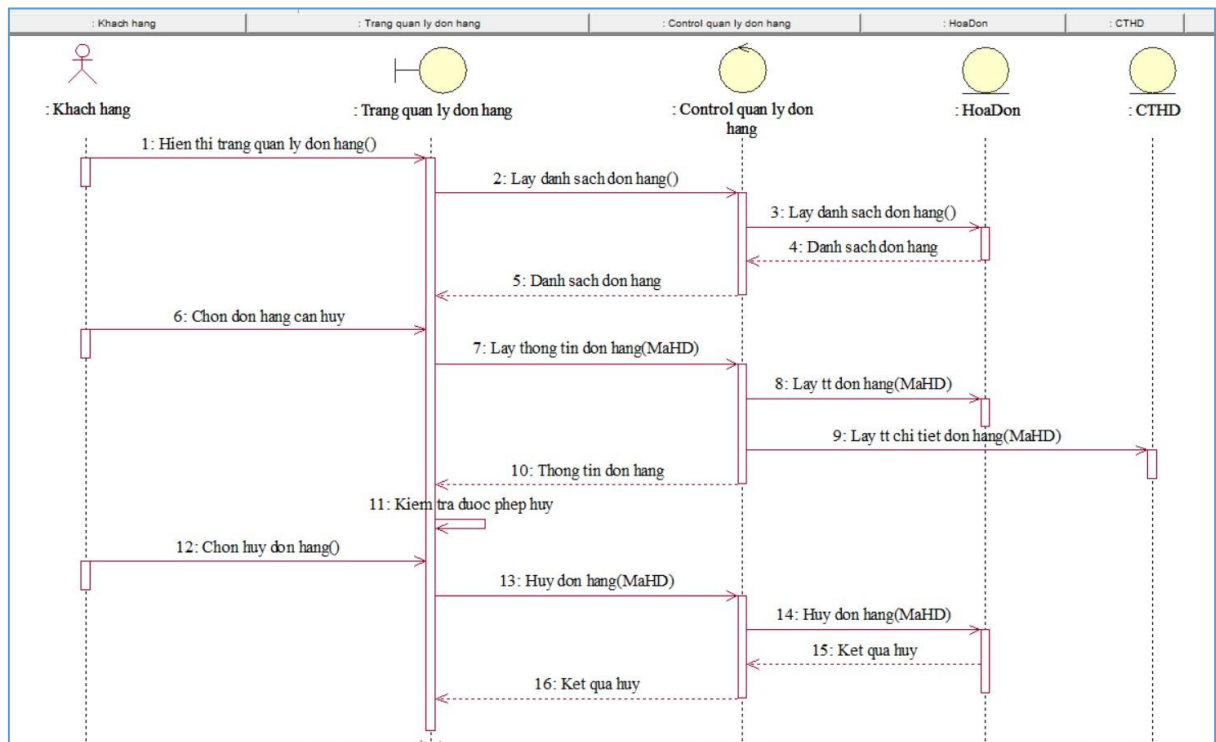 : Khach hang
: Trang quan ly don hang
: Control quan ly don hang
: HoaDon
: CTHD
: Khach hang
: Trang quan ly don hang
: Control quan ly don
hang
: HoaDon
: CTHD
1: Hien thi trang quan ly don hang()
2: Lay danh sach don hang()
3: Lay danh sach don hang()
4: Danh sach don hang
5: Danh sach don hang
6: Chon don hang can huy
7: Lay thong tin don hang(MaHD)
8: Lay tt don hang(MaHD)
9: Lay tt chi tiet don hang(MaHD)
10: Thong tin don hang
11: Kiem tra duoc phep huy
12: Chon huy don hang()
13: Huy don hang(MaHD)
14: Huy don hang(MaHD)
15: Ket qua huy
16: Ket qua huy